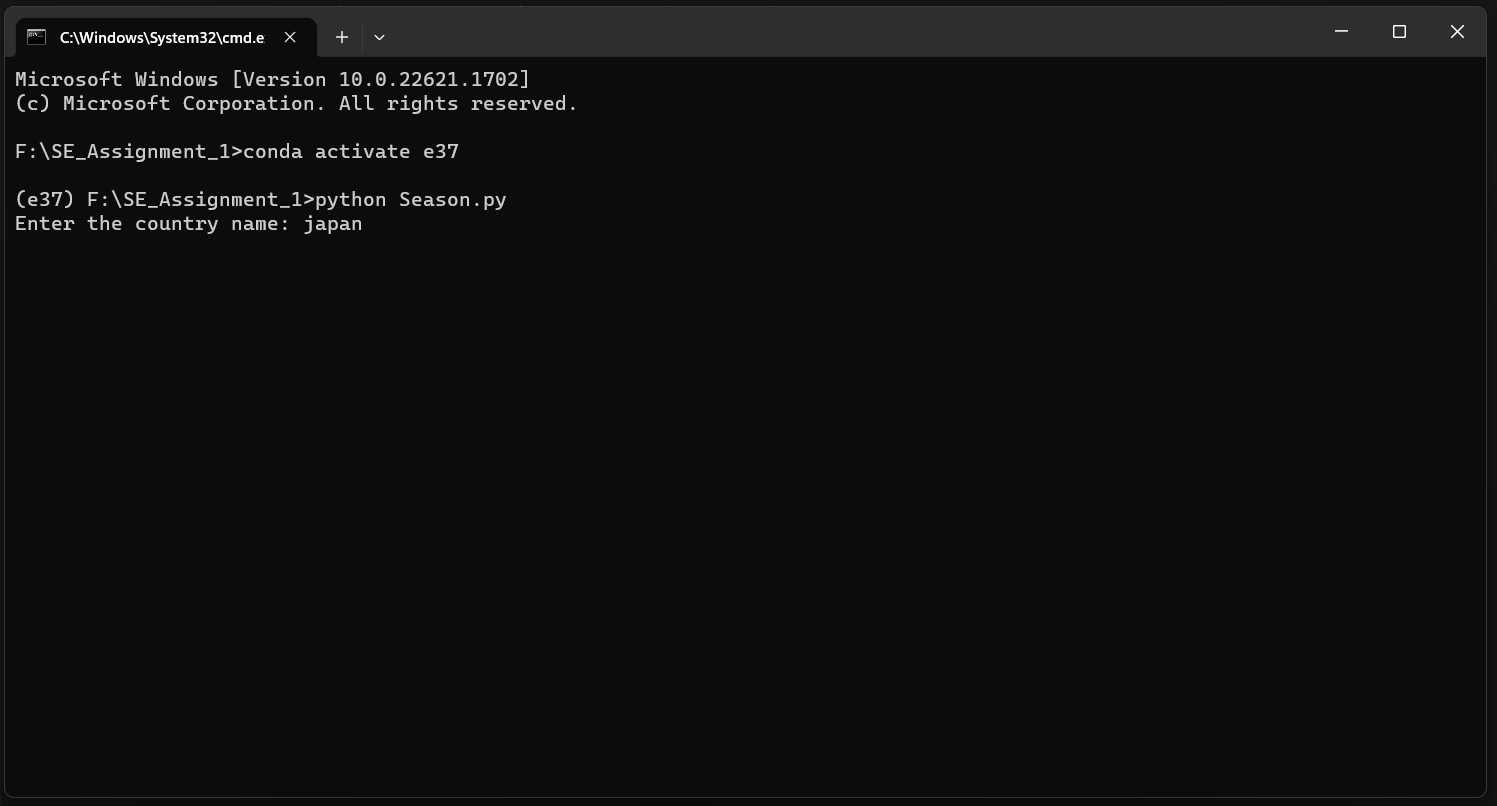 C:\Windows\System32\cmd.e
Microsoft Windows [Version 10.0.22621.1702]
(c) Microsoft Corporation. All rights reserved.
F:\SE_Assignment_1>conda activate e37
(e37) F:\SE_Assignment_1>python Season.py
Enter the country name: japan